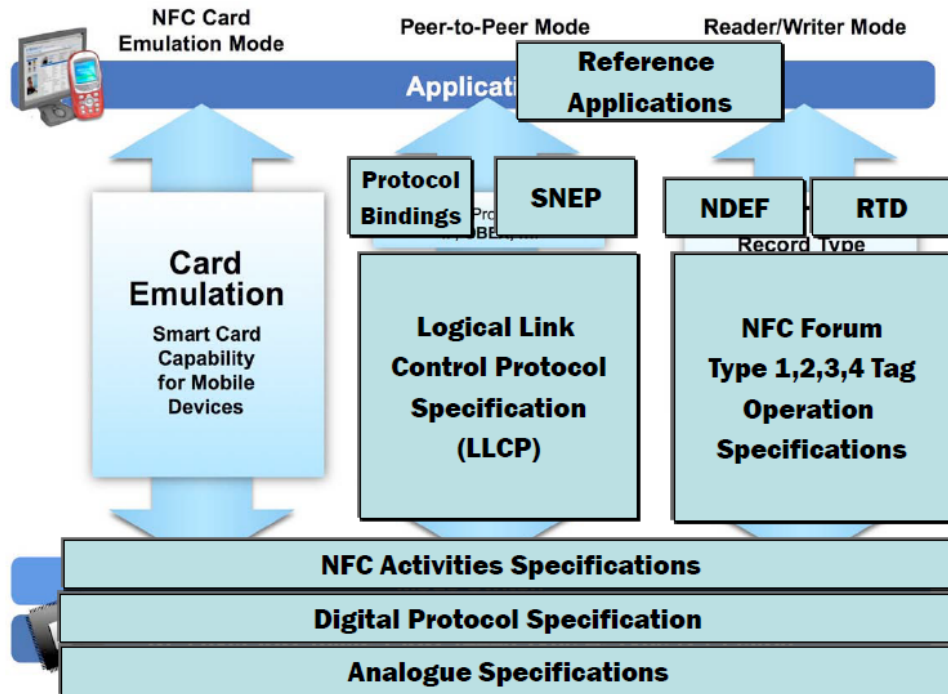 NFC Card
Emulation Mode
Peer-to-Peer Mode
Reader/Writer Mode
Reference
Applications
Protocol
Bindings
SNEP
NDEF
RTD
Record Type
Card
Emulation
Smart Card
Capability
for Mobile
Devices
Logical Link
Control Protocol
Specification
(LLCP)
NFC Forum
Type 1,2,3,4 Tag
Operation
Specifications
NFC Activities Specifications
Digital Protocol Specification
Analogue Specifications